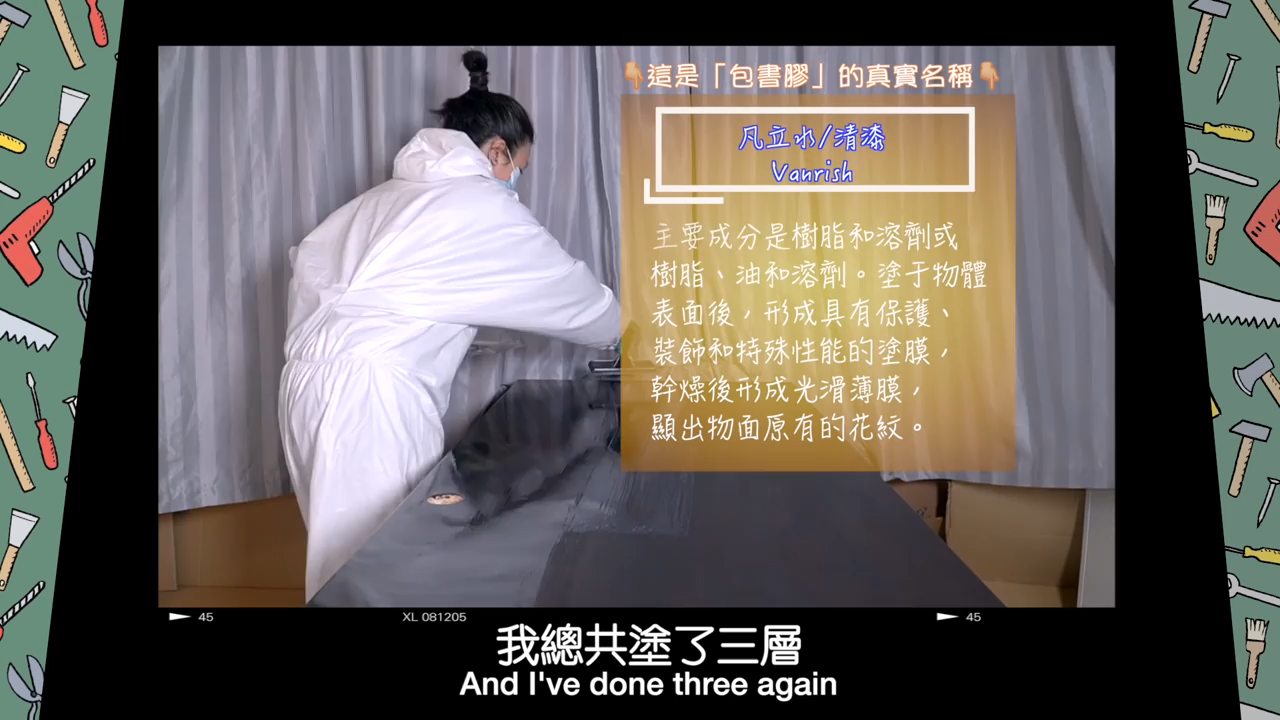 👇🏻這是「包書膠」的真實名稱👇🏻
凡立水/清漆
Vanrish
主要成分是樹脂和溶劑或
樹脂、油和溶劑。塗于物體
表面後，形成具有保護、
裝飾和特殊性能的塗膜，
幹燥後形成光滑薄膜，
顯出物面原有的花紋。
45
XL 081205
45
我總共塗了三層
And I've done three again